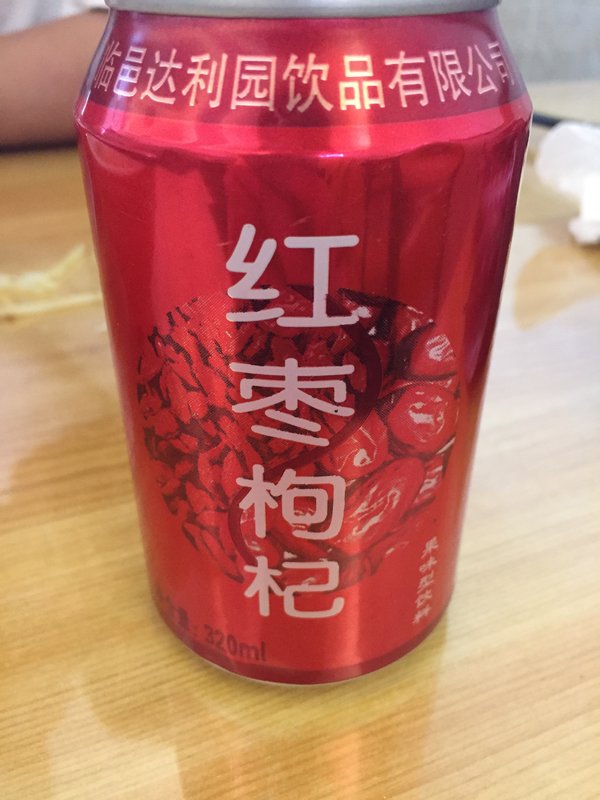 临邑达利园饮品有限公司
红枣枸杞
果味型饮料
量：320ml